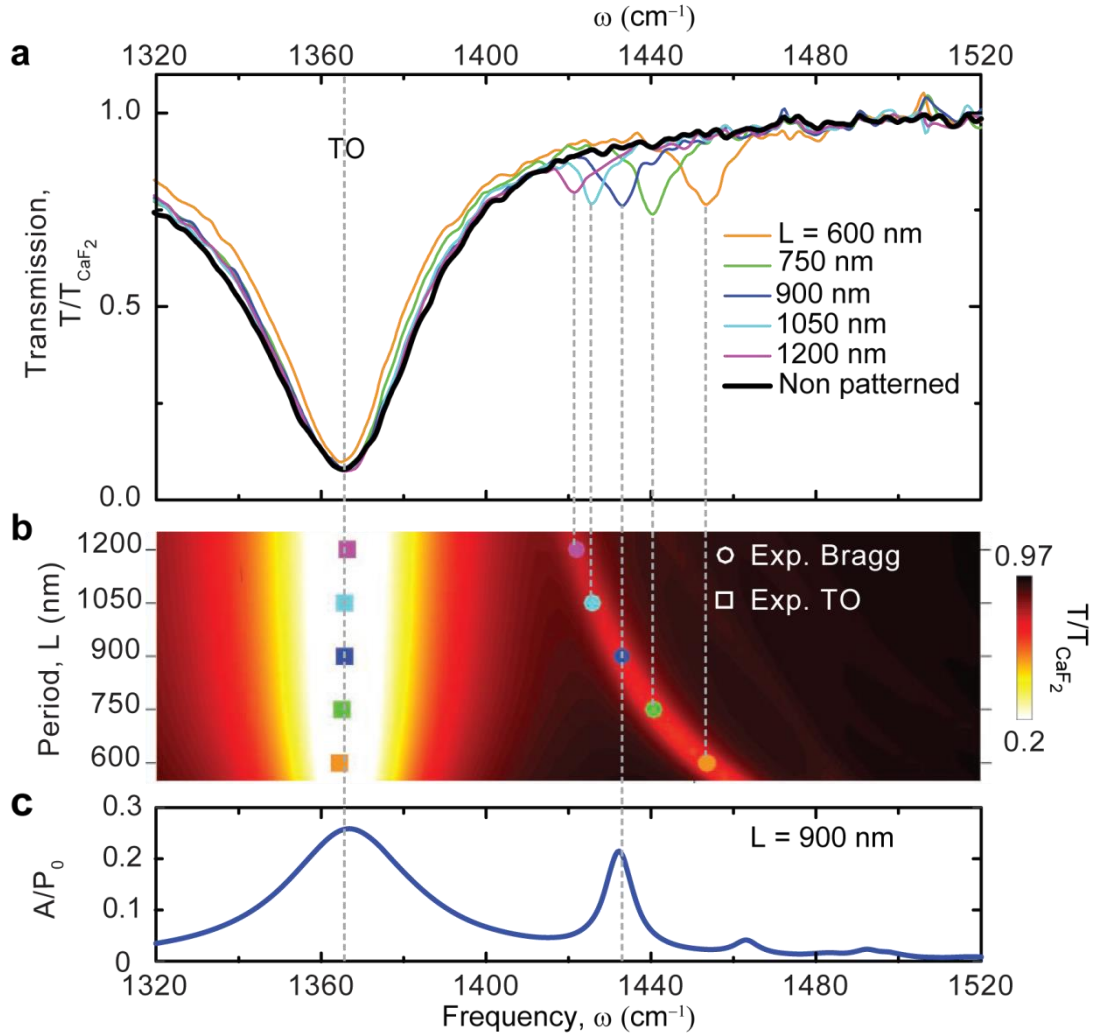 ω (cm⁻¹)
1320 1360 1400 1440 1480 1520
a
TO
Transmission,
T/T_CaF₂
1.0
0.5
0.0
L = 600 nm
750 nm
900 nm
1050 nm
1200 nm
Non patterned
b
Period, L (nm)
1200
1050
900
750
600
Exp. Bragg
Exp. TO
0.97
T/T_CaF₂
0.2
c
A/P₀
0.3
0.2
0.1
0
L = 900 nm
1320 1360 1400 1440 1480 1520
Frequency, ω (cm⁻¹)